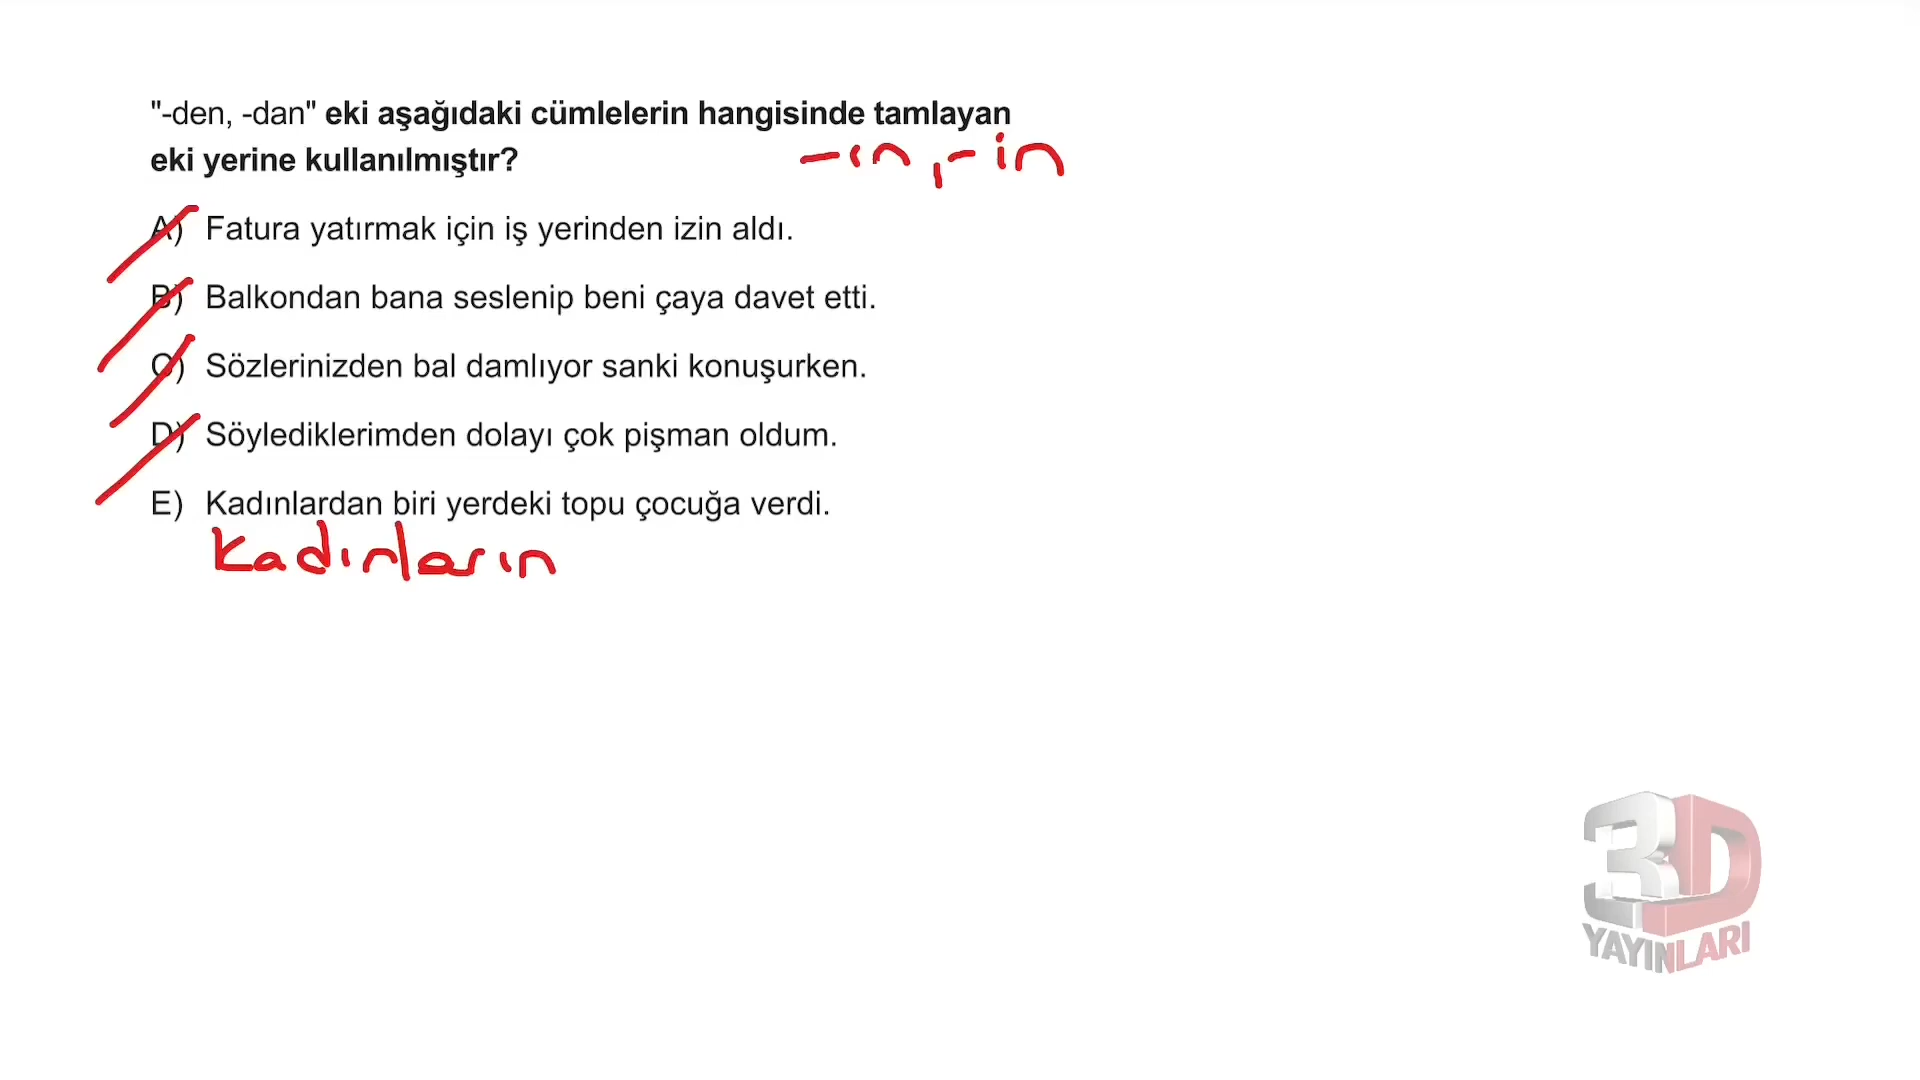 "-den, -dan" eki aşağıdaki cümlelerin hangisinde tamlayan
eki yerine kullanılmıştır?
-ın, -in
A) Fatura yatırmak için iş yerinden izin aldı.
B) Balkondan bana seslenip beni çaya davet etti.
C) Sözlerinizden bal damlıyor sanki konuşurken.
D) Söylediklerimden dolayı çok pişman oldum.
E) Kadınlardan biri yerdeki topu çocuğa verdi.
Kadınların
3D
YAYINLARI